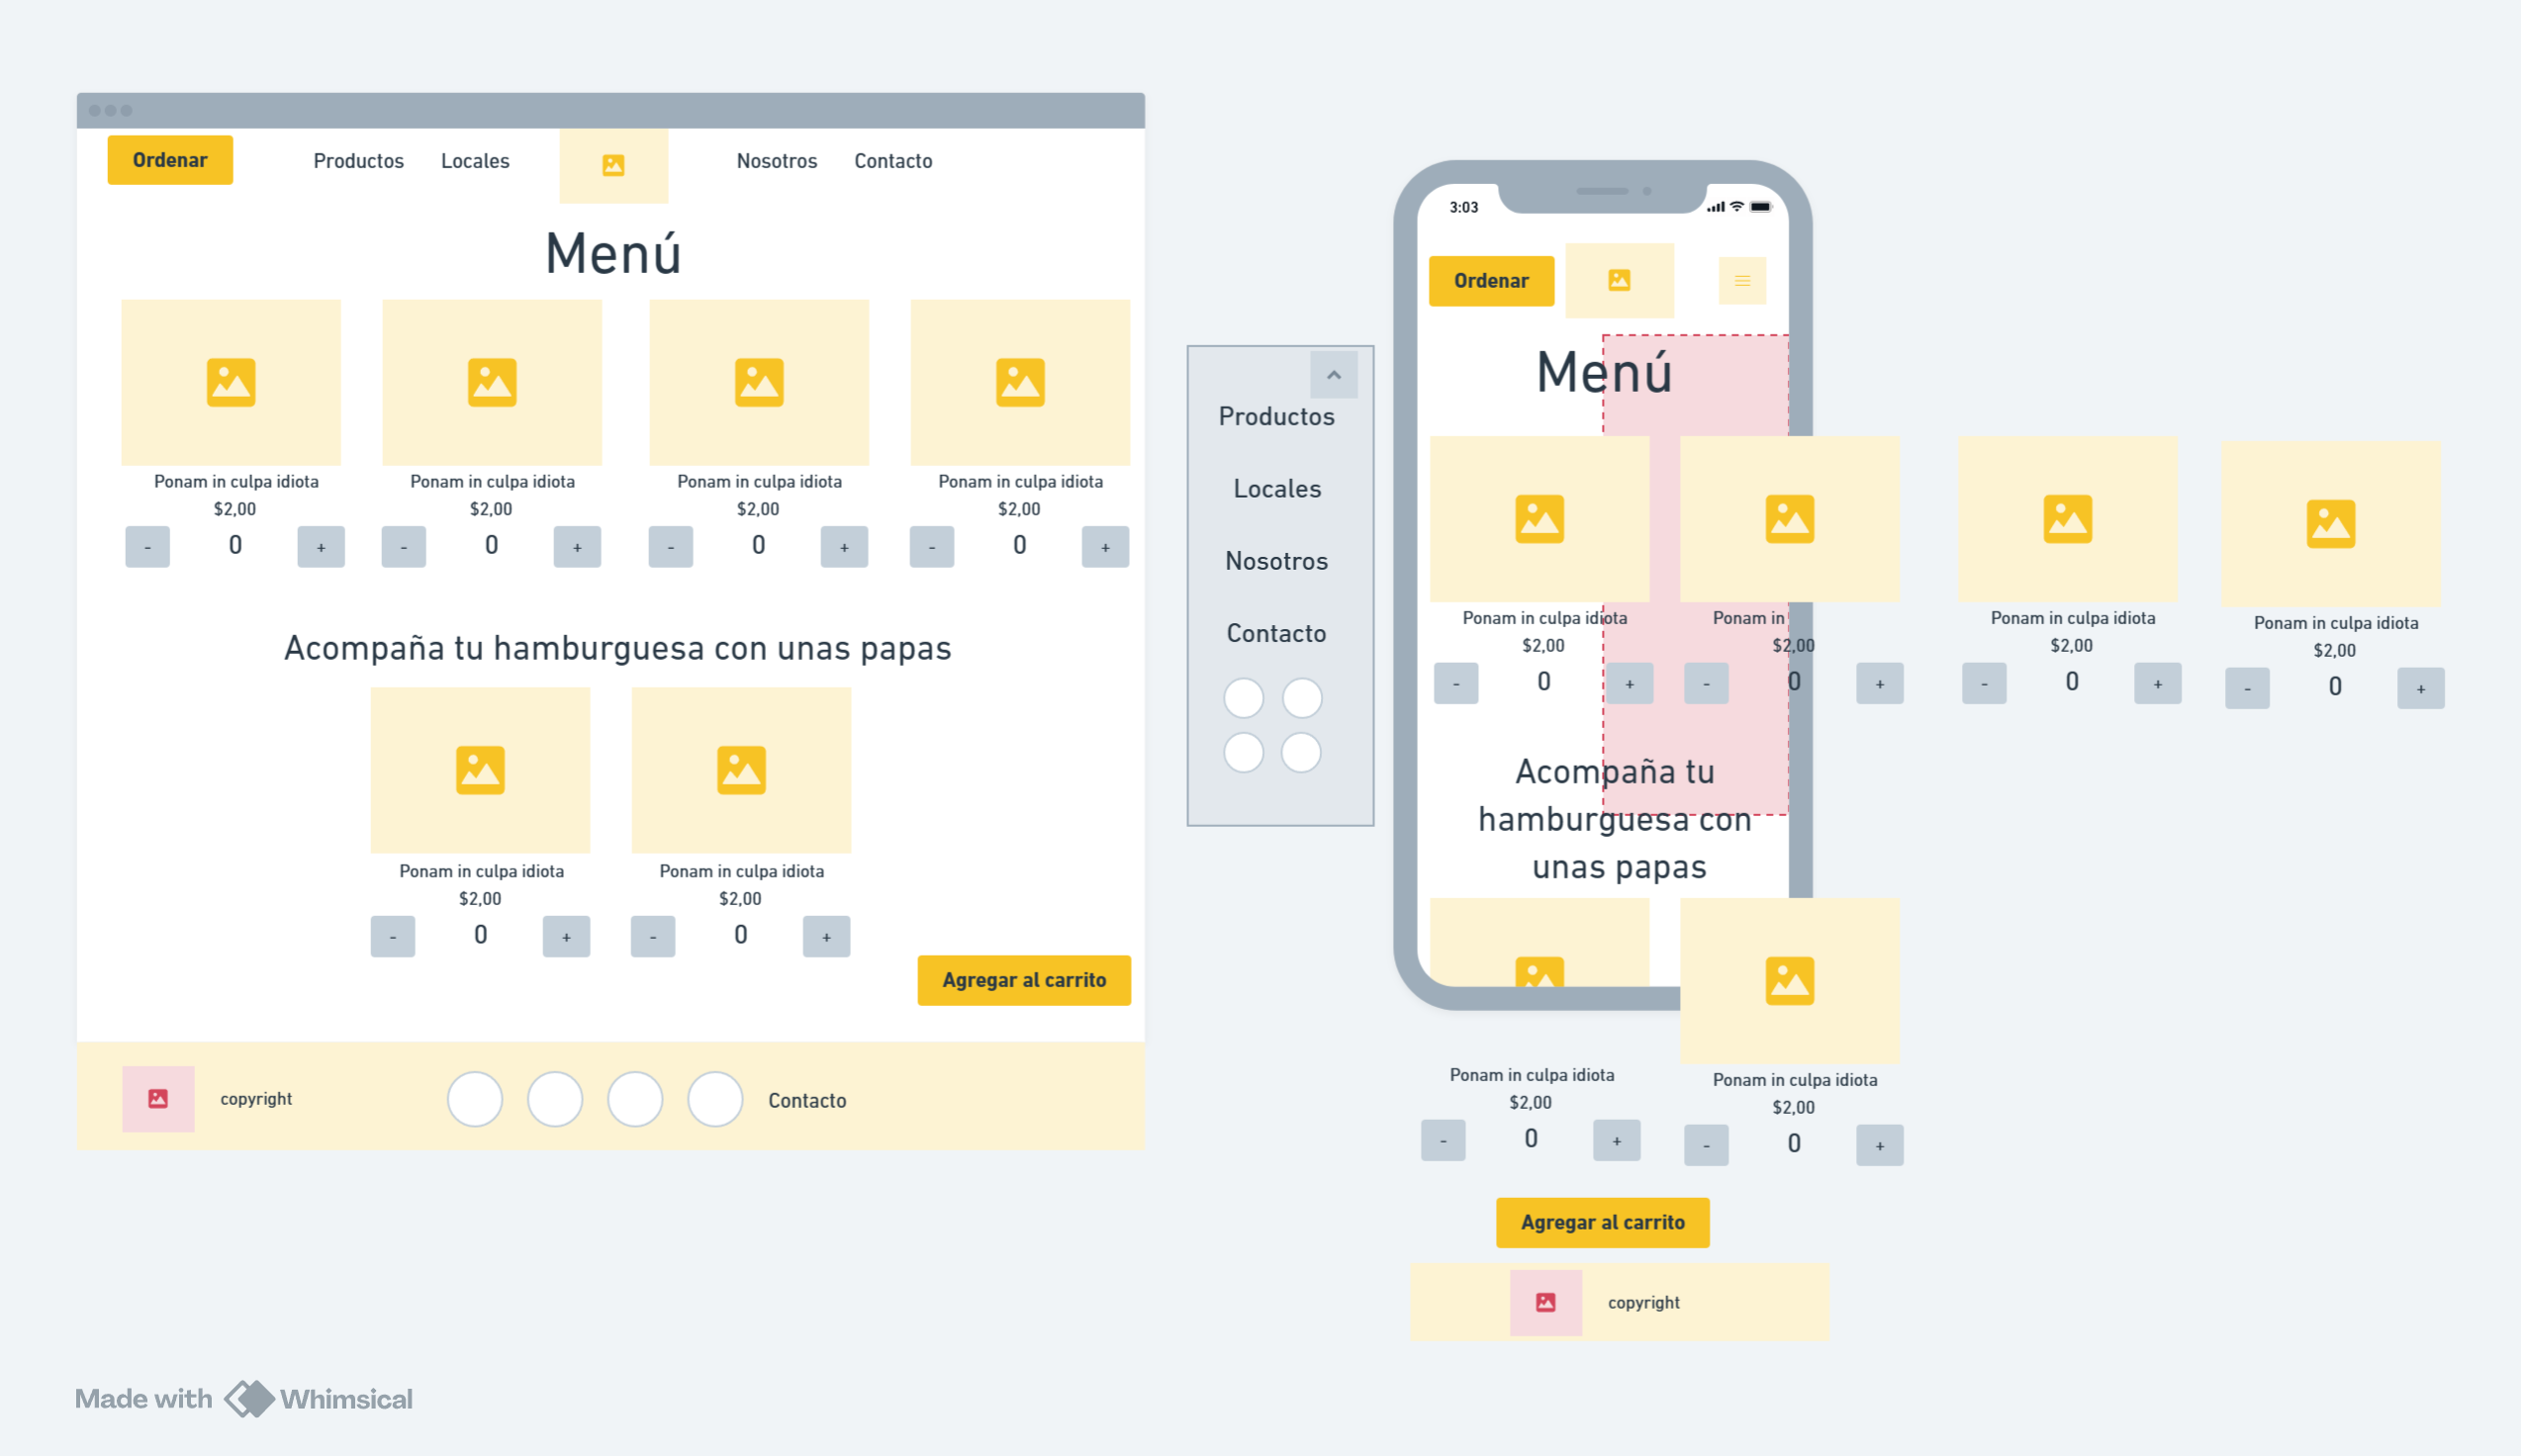 Ordenar
Productos Locales Nosotros Contacto
Menú
Ponam in culpa idiota Ponam in culpa idiota Ponam in culpa idiota Ponam in culpa idiota
$2,00 $2,00 $2,00 $2,00
- 0 + - 0 + - 0 + - 0 +
Acompaña tu hamburguesa con unas papas
Ponam in culpa idiota Ponam in culpa idiota
$2,00 $2,00
- 0 + - 0 +
Agregar al carrito
copyright Contacto
Productos
Locales
Nosotros
Contacto
3:03
Ordenar
Menú
Ponam in culpa idiota Ponam in Ponam in culpa idiota Ponam in culpa idiota
$2,00 $2,00 $2,00 $2,00
- 0 + - 0 + - 0 + - 0 +
Acompaña tu
hamburguesa con
unas papas
Ponam in culpa idiota Ponam in culpa idiota
$2,00 $2,00
- 0 + - 0 +
Agregar al carrito
copyright
Made with Whimsical